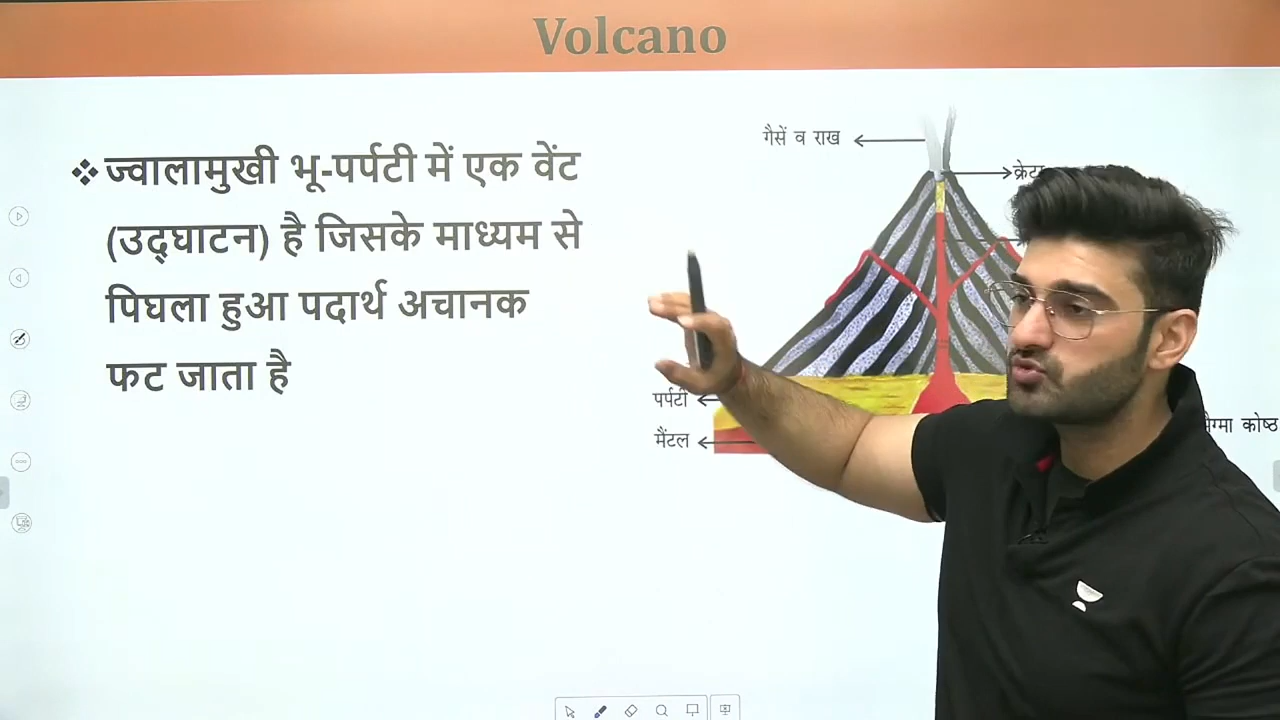 Volcano
❖ज्वालामुखी भू-पर्पटी में एक वेंट
(उद्घाटन) है जिसके माध्यम से
पिघला हुआ पदार्थ अचानक
फट जाता है
गैसें व राख
पर्पटी
मैंटल
कोष्ठ